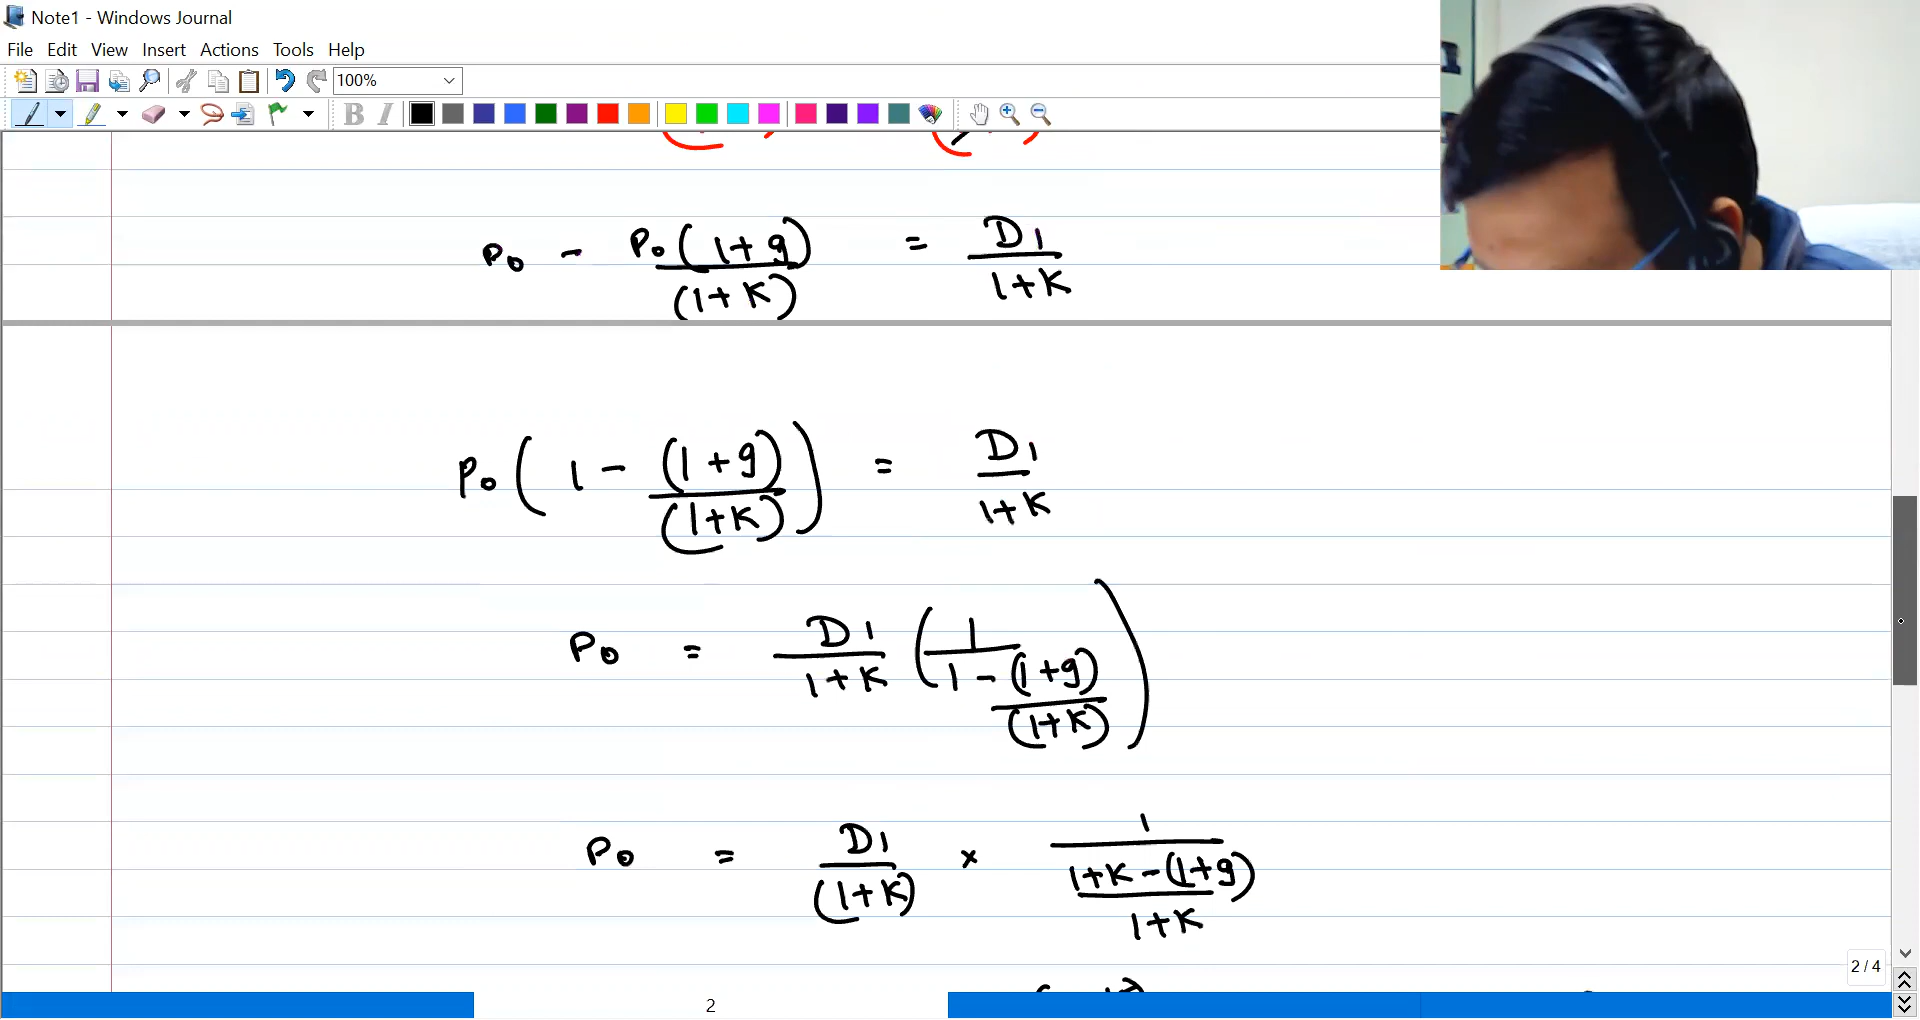 Note1 - Windows Journal
File Edit View Insert Actions Tools Help
100%
B I
P0 - P0(1+g)/(1+K) = D1/1+K
P0(1 - (1+g)/(1+K)) = D1/1+K
P0 = D1/1+K (1/1-(1+g)/(1+K))
P0 = D1/(1+K) × 1/1+K-(1+g)/1+K
2 / 4
2